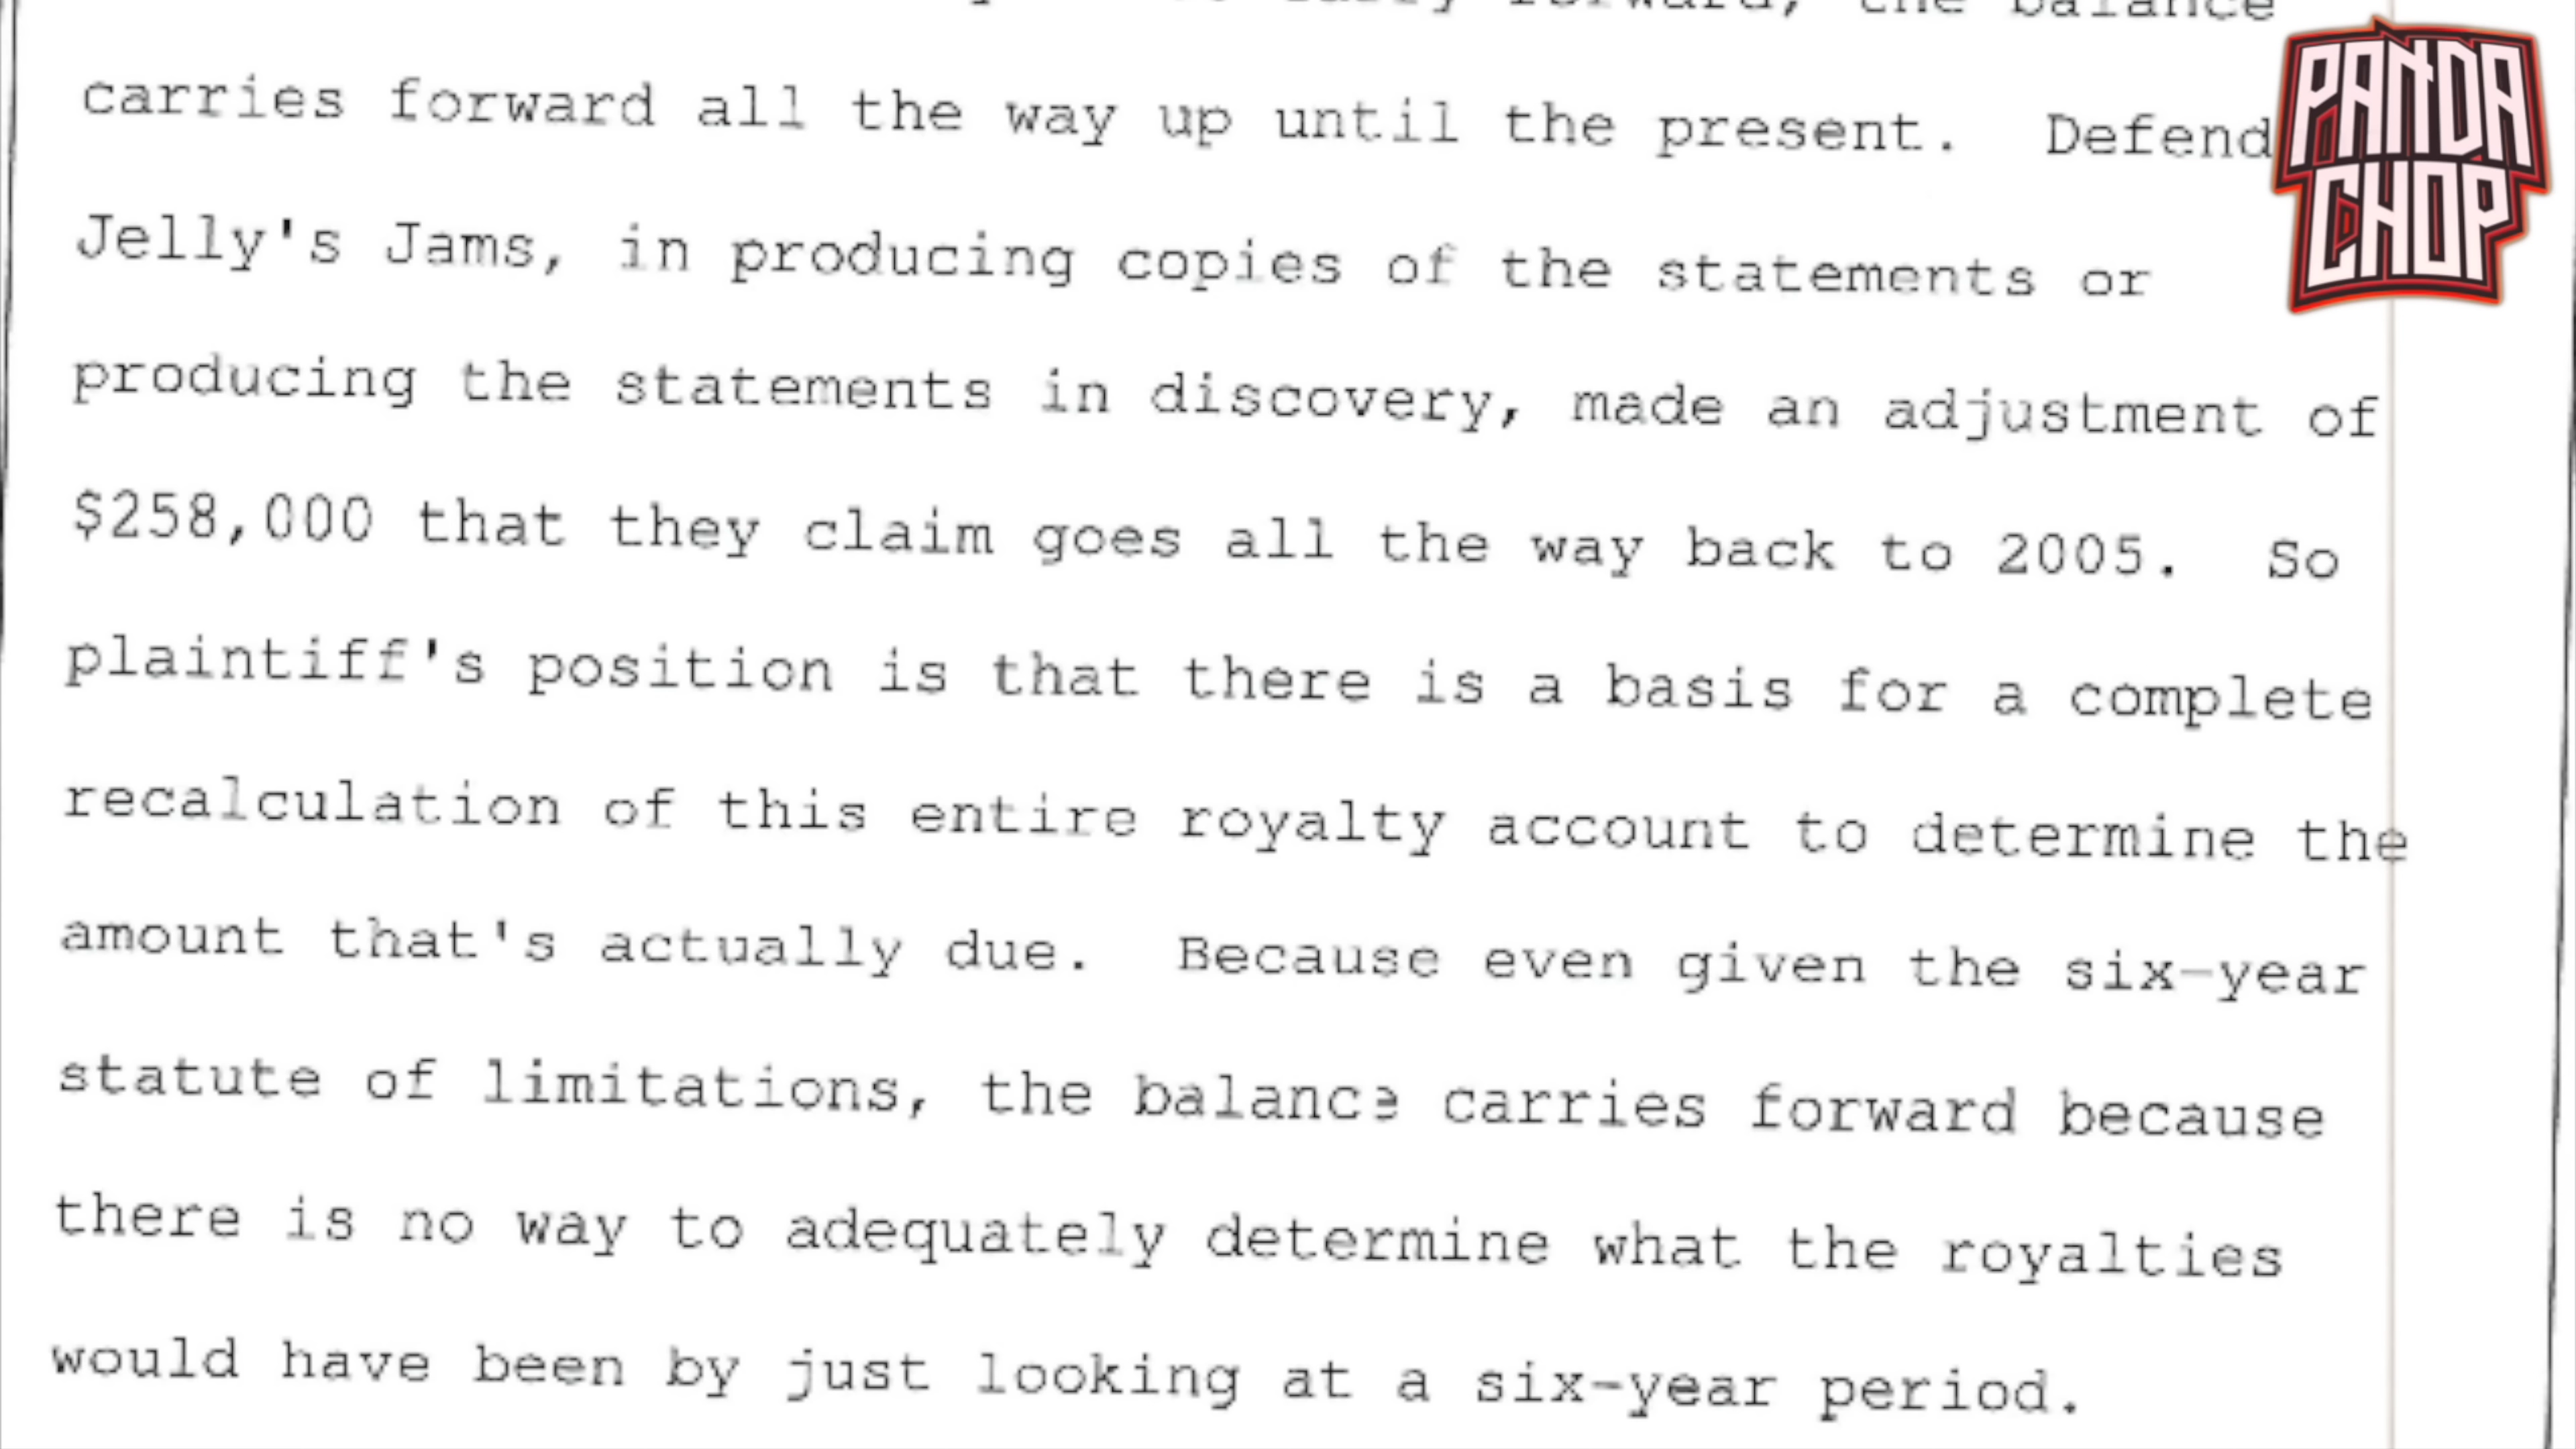 forward, the balance
carries forward all the way up until the present. Defend
Jelly's Jams, in producing copies of the statements or
producing the statements in discovery, made an adjustment of
$258,000 that they claim goes all the way back to 2005. So
plaintiff's position is that there is a basis for a complete
recalculation of this entire royalty account to determine the
amount that's actually due. Because even given the six-year
statute of limitations, the balance carries forward because
there is no way to adequately determine what the royalties
would have been by just looking at a six-year period.
PANDA
CHOP